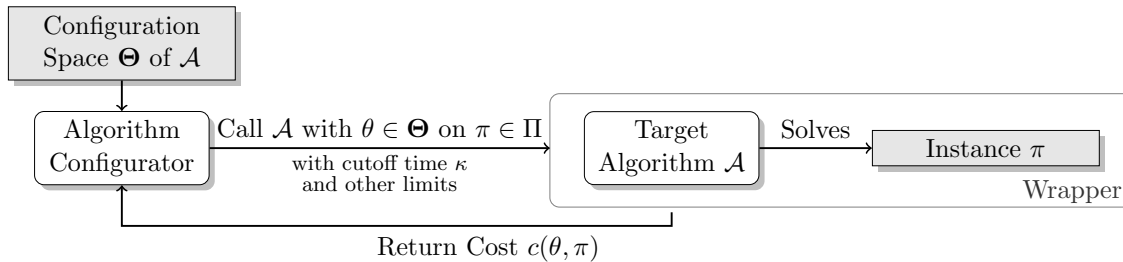 Configuration
Space Θ of 𝒜
Algorithm
Configurator
Call 𝒜 with θ ∈ Θ on π ∈ Π
with cutoff time κ
and other limits
Target
Algorithm 𝒜
Solves
Instance π
Wrapper
Return Cost c(θ, π)